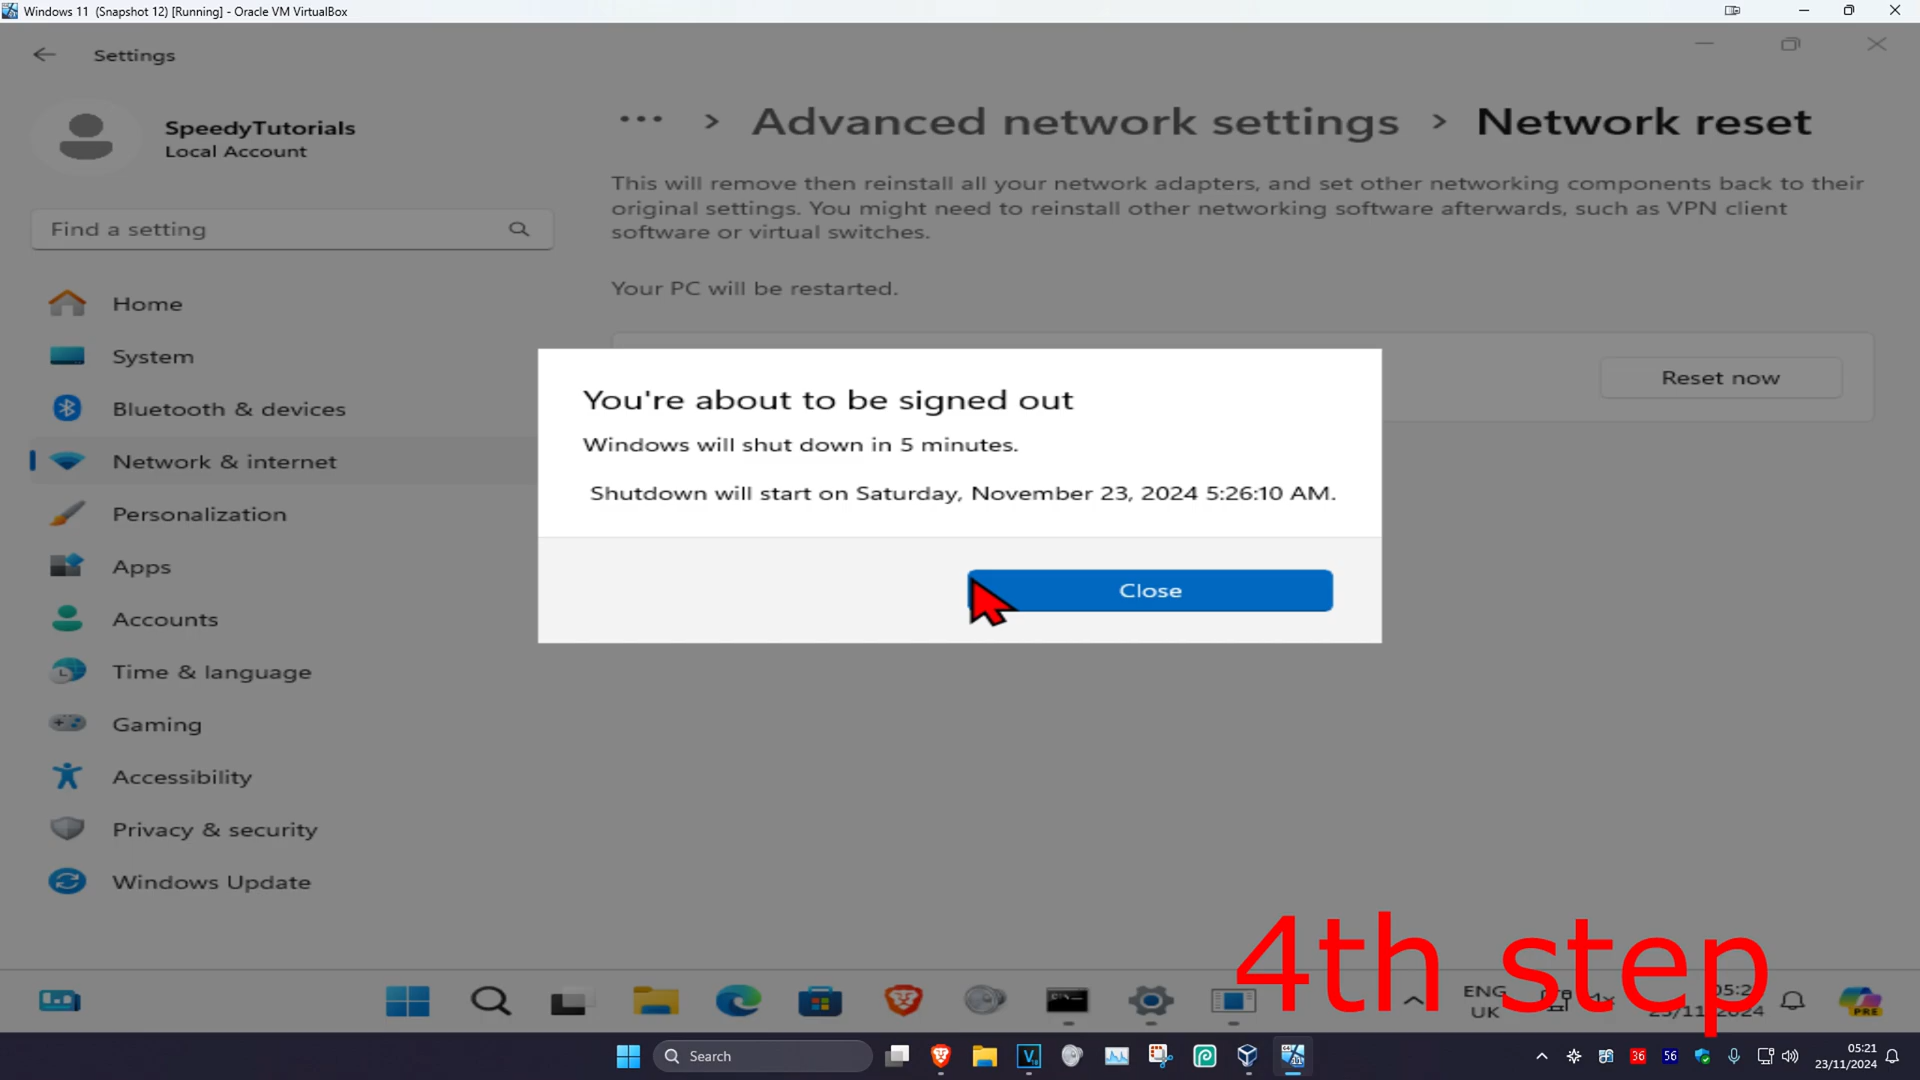 Windows 11 (Snapshot 12) [Running] - Oracle VM VirtualBox
Settings
SpeedyTutorials
Local Account
Find a setting
Home
System
Bluetooth & devices
Network & internet
Personalization
Apps
Accounts
Time & language
Gaming
Accessibility
Privacy & security
Windows Update
... > Advanced network settings > Network reset
This will remove then reinstall all your network adapters, and set other networking components back to their
original settings. You might need to reinstall other networking software afterwards, such as VPN client
software or virtual switches.
Your PC will be restarted.
Reset now
You're about to be signed out
Windows will shut down in 5 minutes.
Shutdown will start on Saturday, November 23, 2024 5:26:10 AM.
Close
4th step
ENG
UK
23/11/2024
PRE
Search
36
56
05:21
23/11/2024